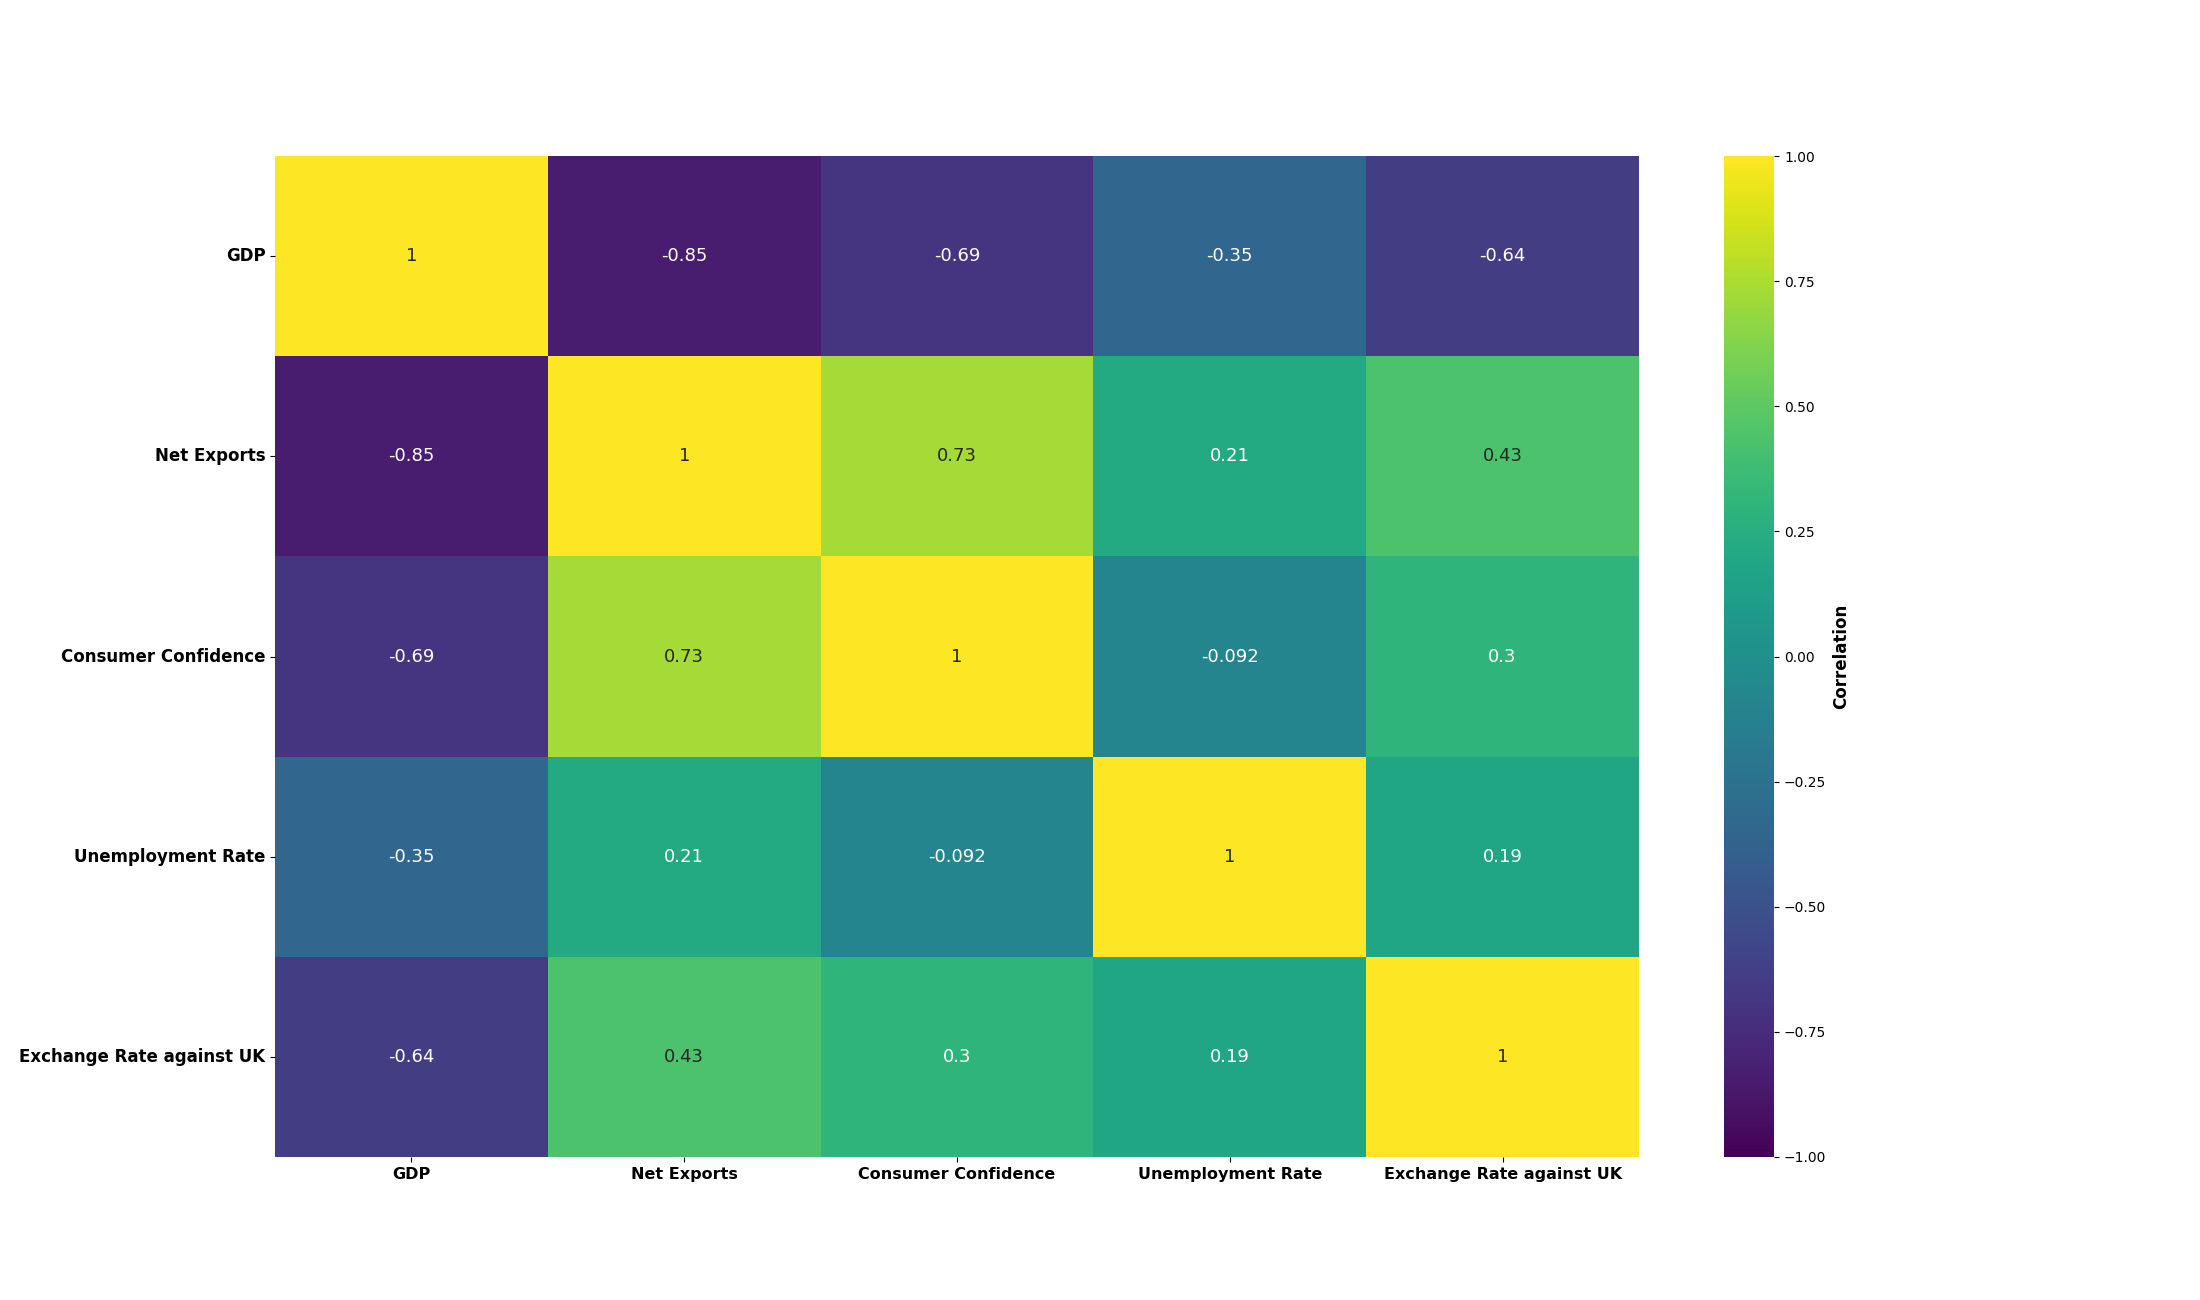 GDP 1 -0.85 -0.69 -0.35 -0.64
Net Exports -0.85 1 0.73 0.21 0.43
Consumer Confidence -0.69 0.73 1 -0.092 0.3
Unemployment Rate -0.35 0.21 -0.092 1 0.19
Exchange Rate against UK -0.64 0.43 0.3 0.19 1
GDP Net Exports Consumer Confidence Unemployment Rate Exchange Rate against UK
1.00
0.75
0.50
0.25
0.00
−0.25
−0.50
−0.75
−1.00
Correlation